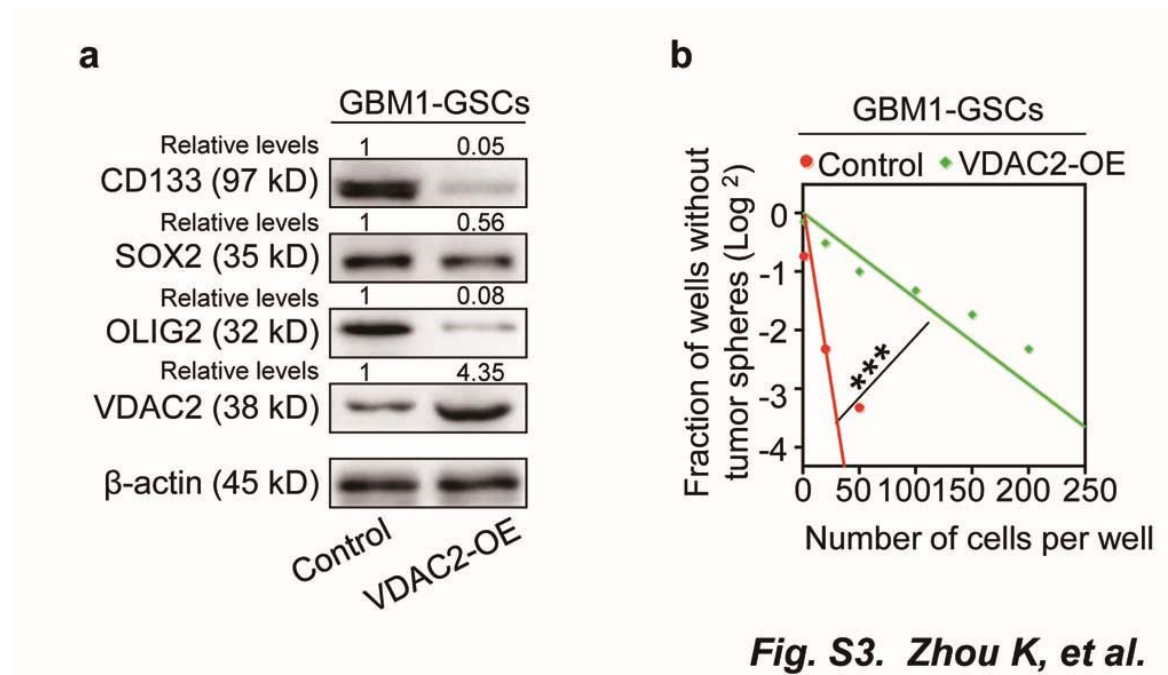 a
GBM1-GSCs
Relative levels 1 0.05
CD133 (97 kD)
Relative levels 1 0.56
SOX2 (35 kD)
Relative levels 1 0.08
OLIG2 (32 kD)
Relative levels 1 4.35
VDAC2 (38 kD)
β-actin (45 kD)
Control VDAC2-OE
b
GBM1-GSCs
Control VDAC2-OE
Fraction of wells without
tumor spheres (Log 2)
0
-1
-2
-3
-4
***
0 50 100 150 200 250
Number of cells per well
Fig. S3. Zhou K, et al.